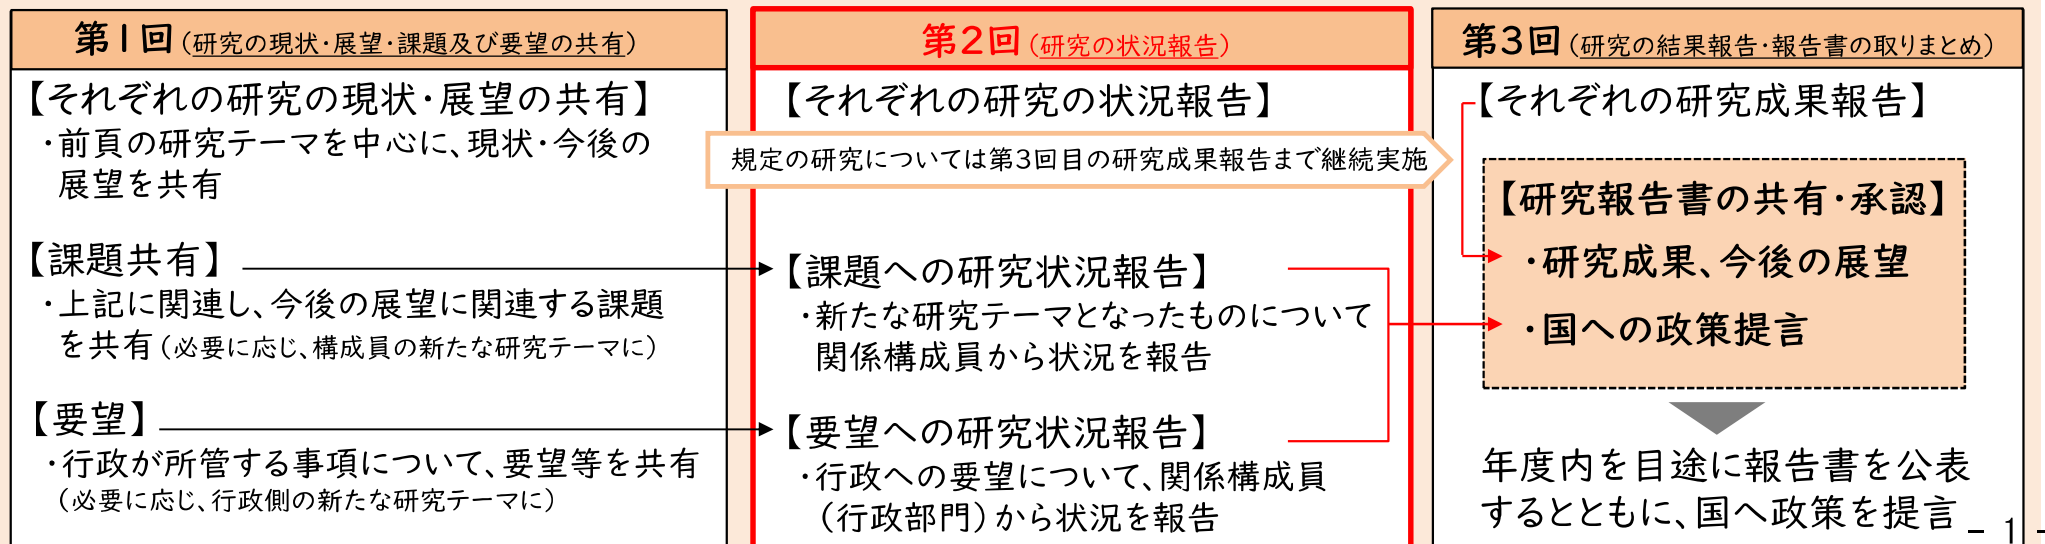 第1回（研究の現状・展望・課題及び要望の共有）
【それぞれの研究の現状・展望の共有】
・前頁の研究テーマを中心に、現状・今後の
展望を共有
【課題共有】
・上記に関連し、今後の展望に関連する課題
を共有（必要に応じ、構成員の新たな研究テーマに）
【要望】
・行政が所管する事項について、要望等を共有
（必要に応じ、行政側の新たな研究テーマに）
第2回（研究の状況報告）
【それぞれの研究の状況報告】
規定の研究については第3回目の研究成果報告まで継続実施
【課題への研究状況報告】
・新たな研究テーマとなったものについて
関係構成員から状況を報告
【要望への研究状況報告】
・行政への要望について、関係構成員
（行政部門）から状況を報告
第3回（研究の結果報告・報告書の取りまとめ）
【それぞれの研究成果報告】
【研究報告書の共有・承認】
・研究成果、今後の展望
・国への政策提言
年度内を目途に報告書を公表
するとともに、国へ政策を提言
- 1 -